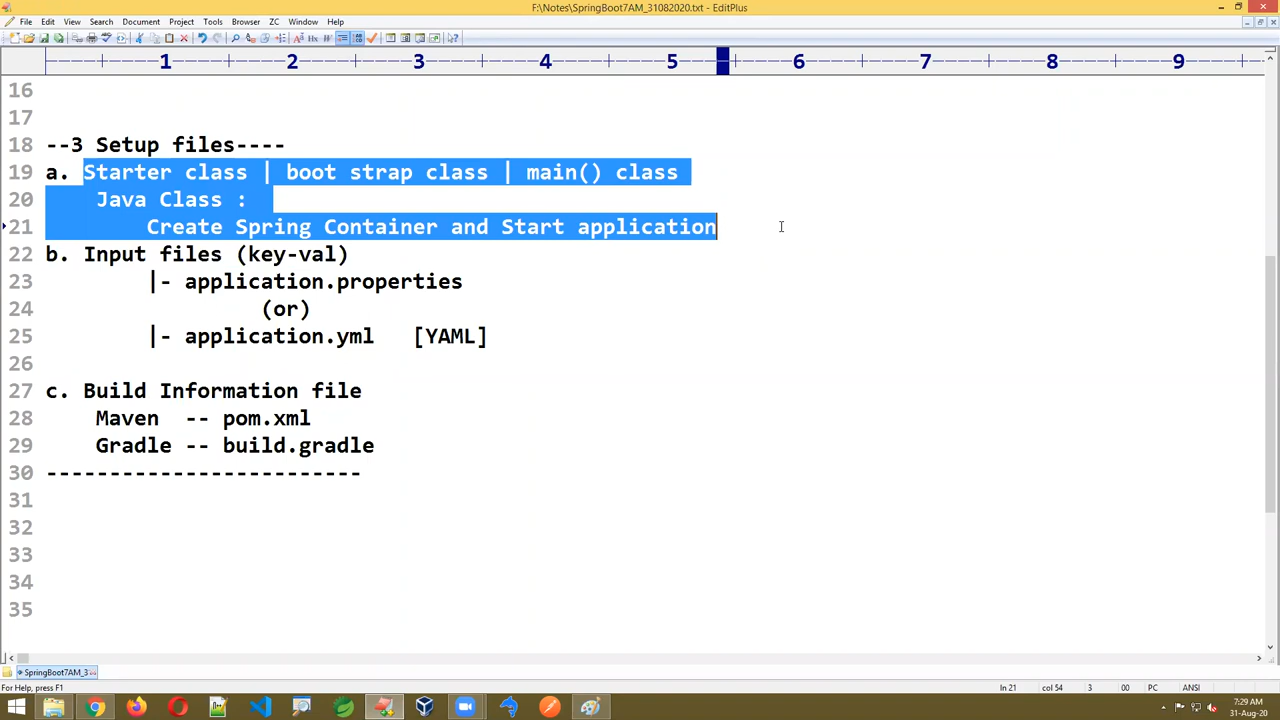 F:\Notes\SpringBoot7AM_31082020.txt - EditPlus
File Edit View Search Document Project Tools Browser ZC Window Help
1 2 3 4 5 6 7 8 9
16
17
18 --3 Setup files----
19 a. Starter class | boot strap class | main() class
20 Java Class :
21 Create Spring Container and Start application
22 b. Input files (key-val)
23 |- application.properties
24 (or)
25 |- application.yml [YAML]
26
27 c. Build Information file
28 Maven -- pom.xml
29 Gradle -- build.gradle
30 -------------------------
31
32
33
34
35
SpringBoot7AM_3
For Help, press F1 ln 21 col 54 3 00 PC ANSI
7:29 AM
31-Aug-20